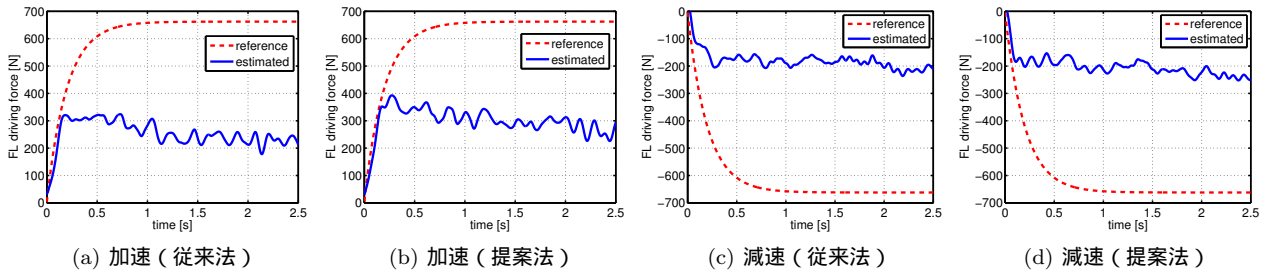 700
600
500
400
300
200
100
0
FL driving force [N]
reference
estimated
0 0.5 1 1.5 2 2.5
time [s]
(a) 加速（従来法）
700
600
500
400
300
200
100
0
FL driving force [N]
reference
estimated
0 0.5 1 1.5 2 2.5
time [s]
(b) 加速（提案法）
0
−100
−200
−300
−400
−500
−600
−700
FL driving force [N]
reference
estimated
0 0.5 1 1.5 2 2.5
time [s]
(c) 減速（従来法）
0
−100
−200
−300
−400
−500
−600
−700
FL driving force [N]
reference
estimated
0 0.5 1 1.5 2 2.5
time [s]
(d) 減速（提案法）